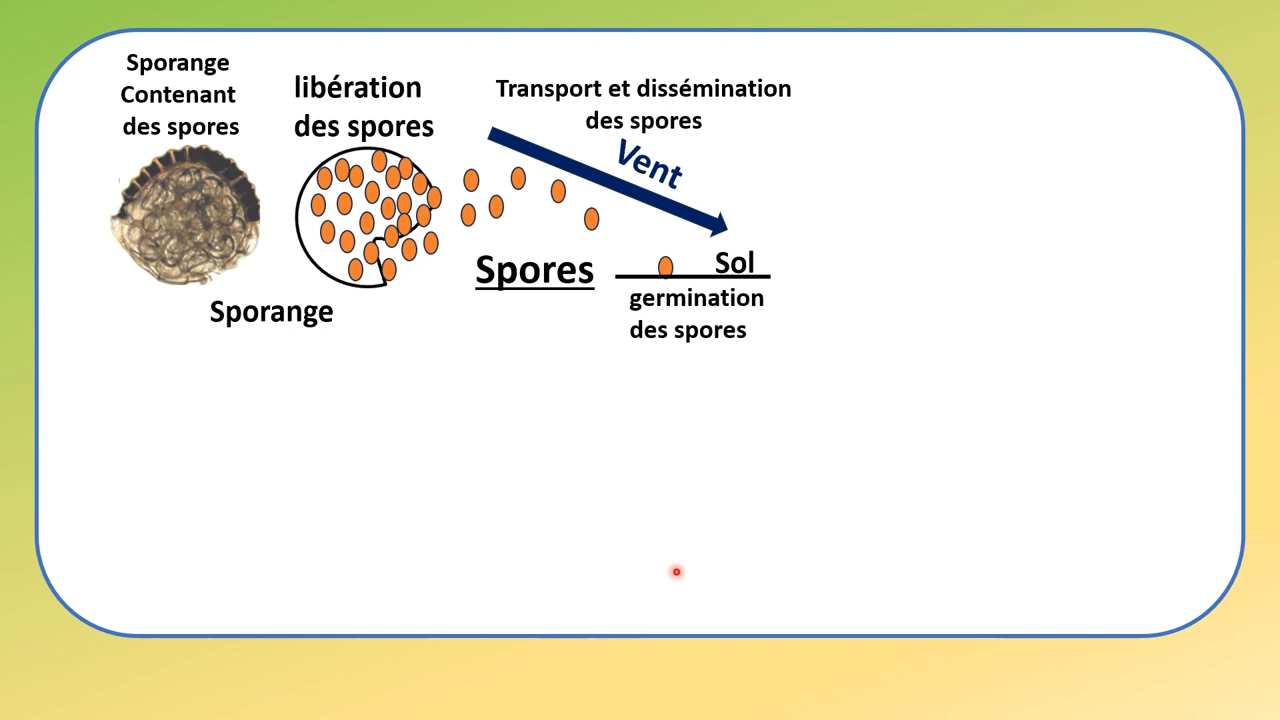 Sporange
Contenant
des spores
libération
des spores
Transport et dissémination
des spores
Vent
Sporange
Spores
Sol
germination
des spores